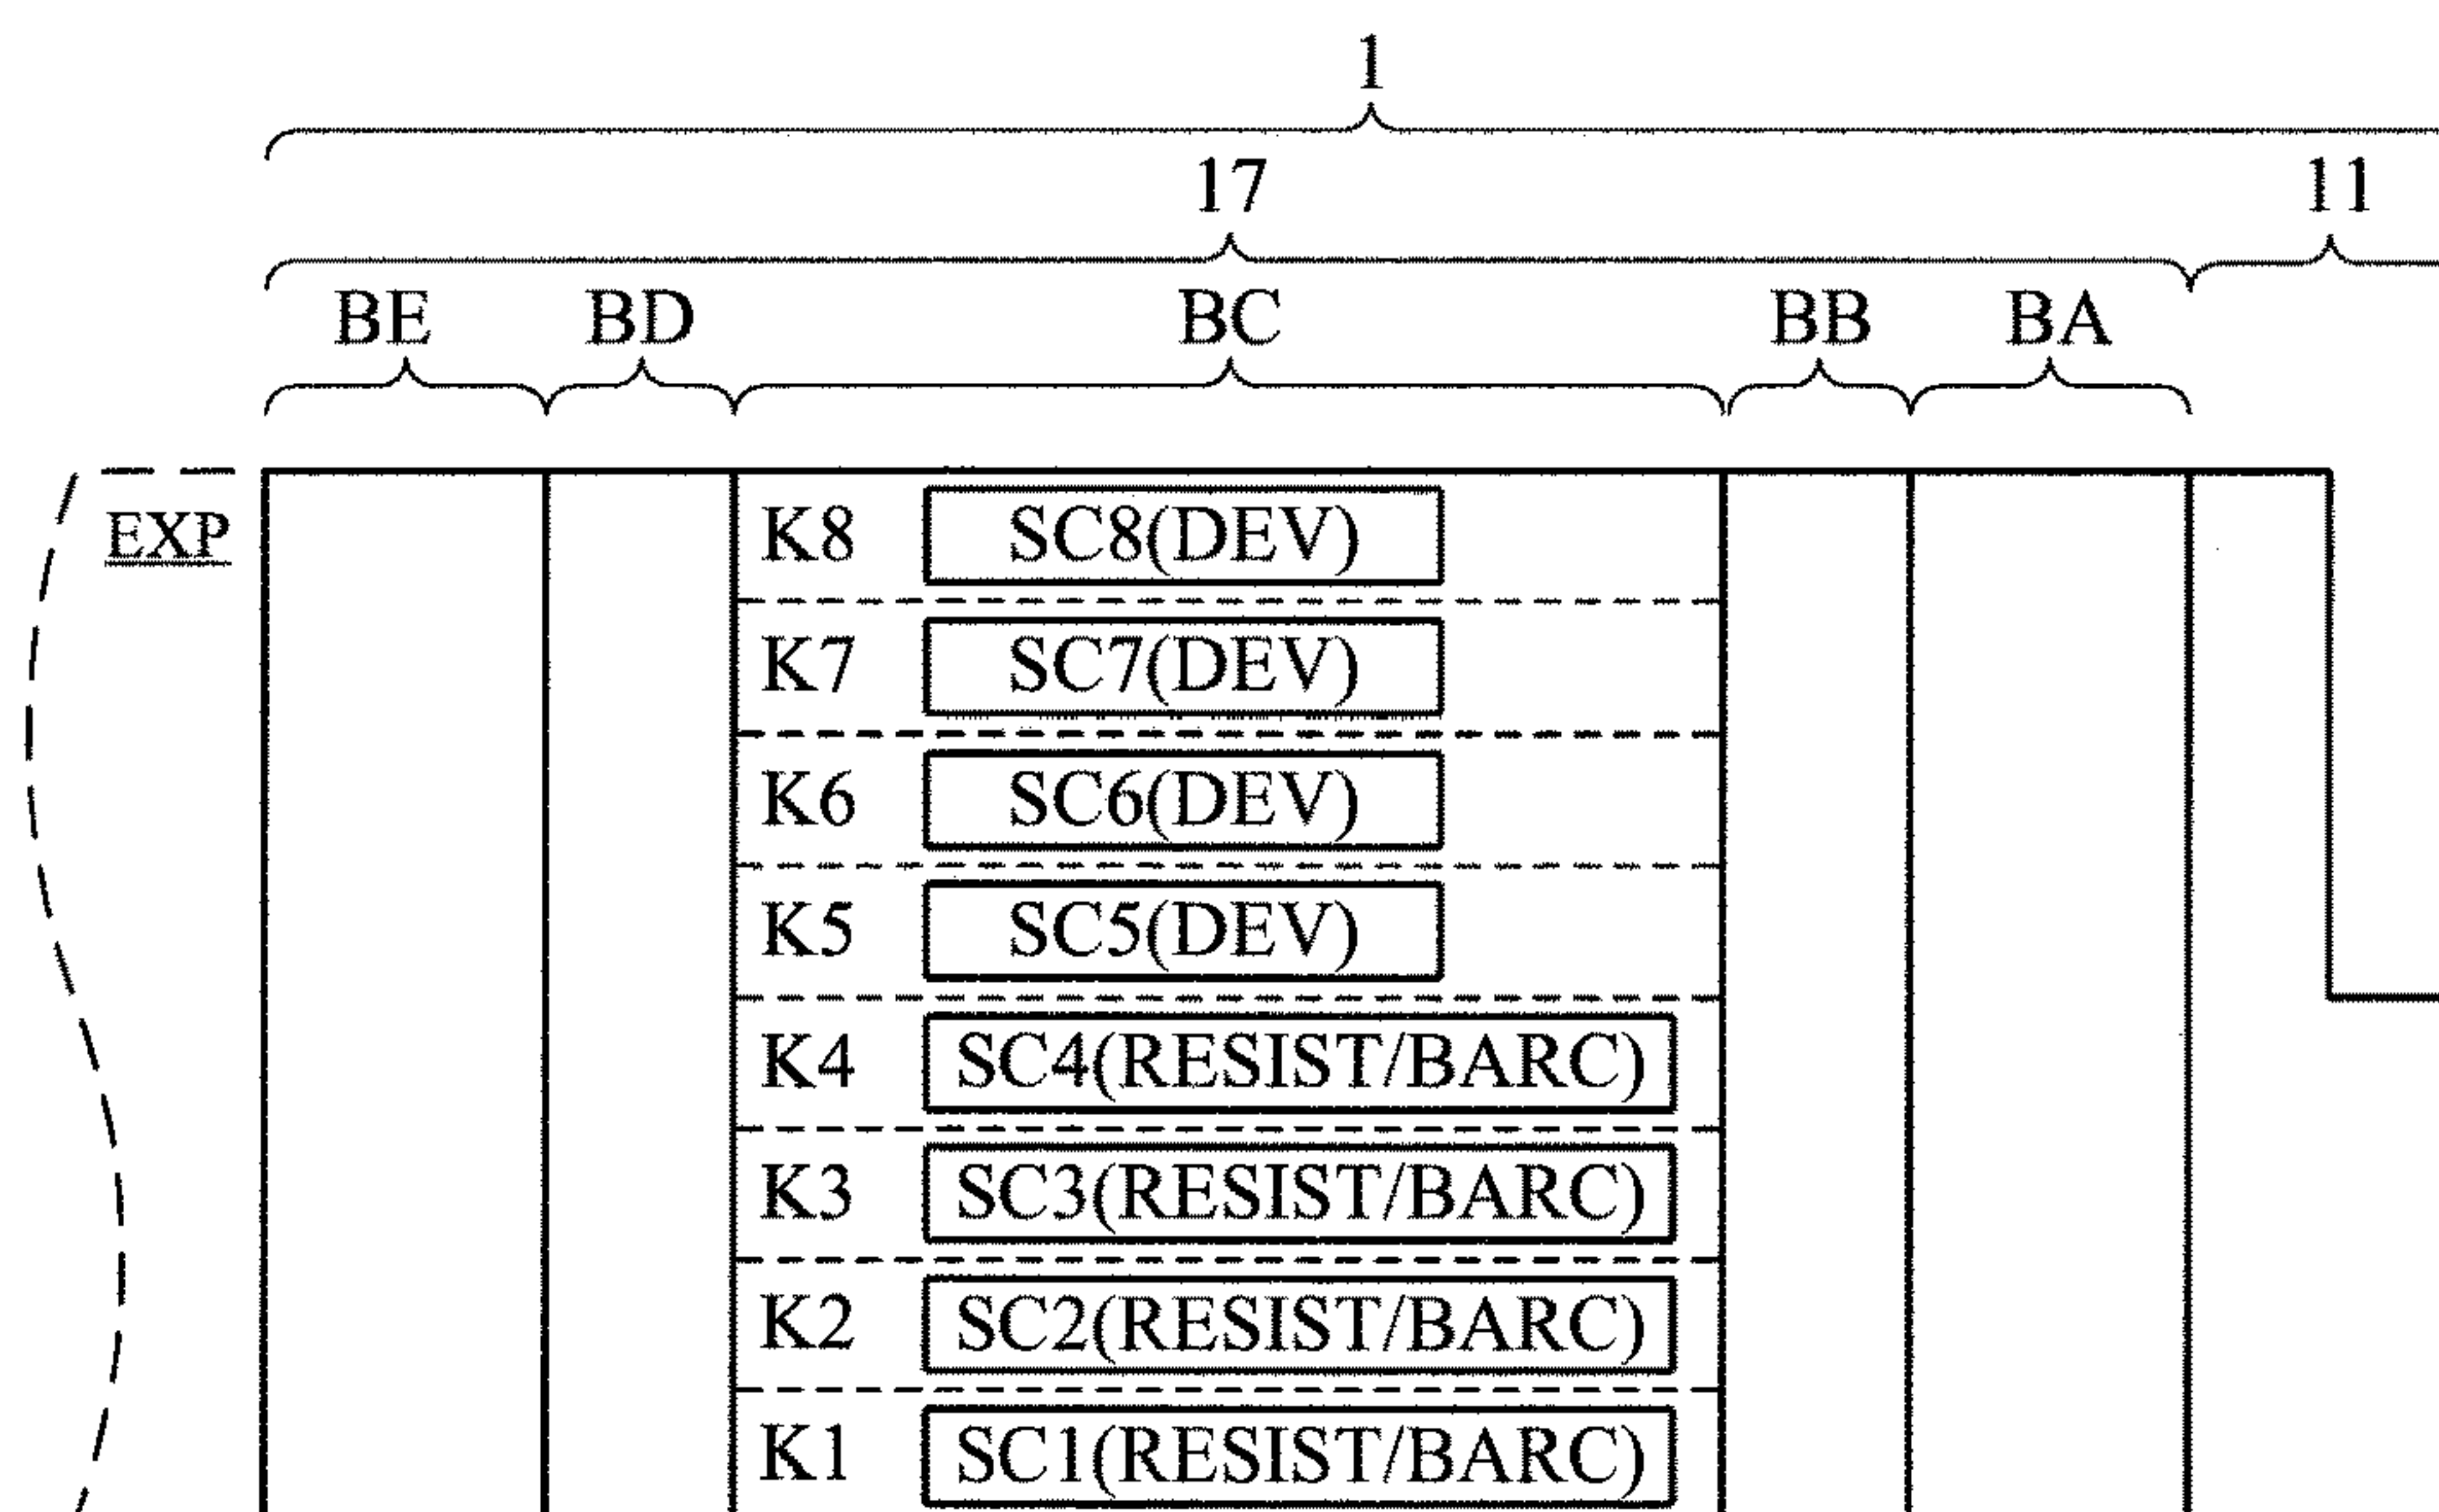 1
17 11
BE BD BC BB BA
EXP K8 SC8(DEV)
K7 SC7(DEV)
K6 SC6(DEV)
K5 SC5(DEV)
K4 SC4(RESIST/BARC)
K3 SC3(RESIST/BARC)
K2 SC2(RESIST/BARC)
K1 SC1(RESIST/BARC)